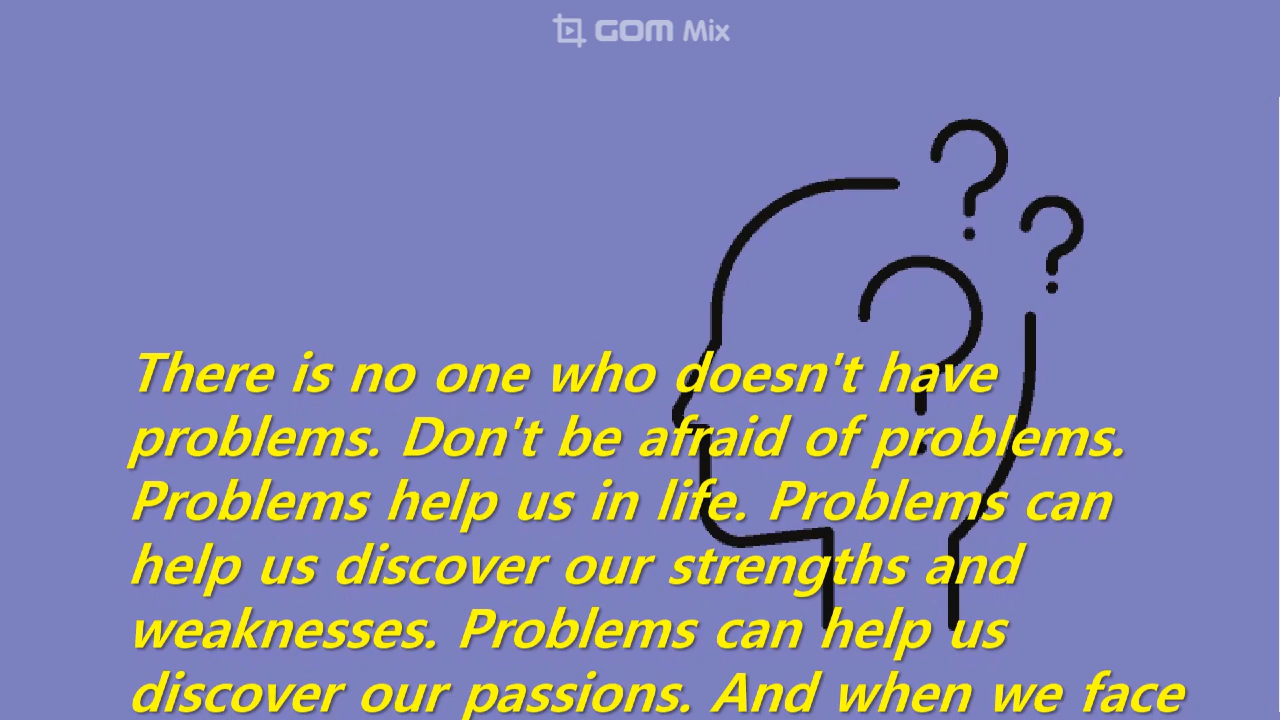 GOM Mix
There is no one who doesn't have
problems. Don't be afraid of problems.
Problems help us in life. Problems can
help us discover our strengths and
weaknesses. Problems can help us
discover our passions. And when we face